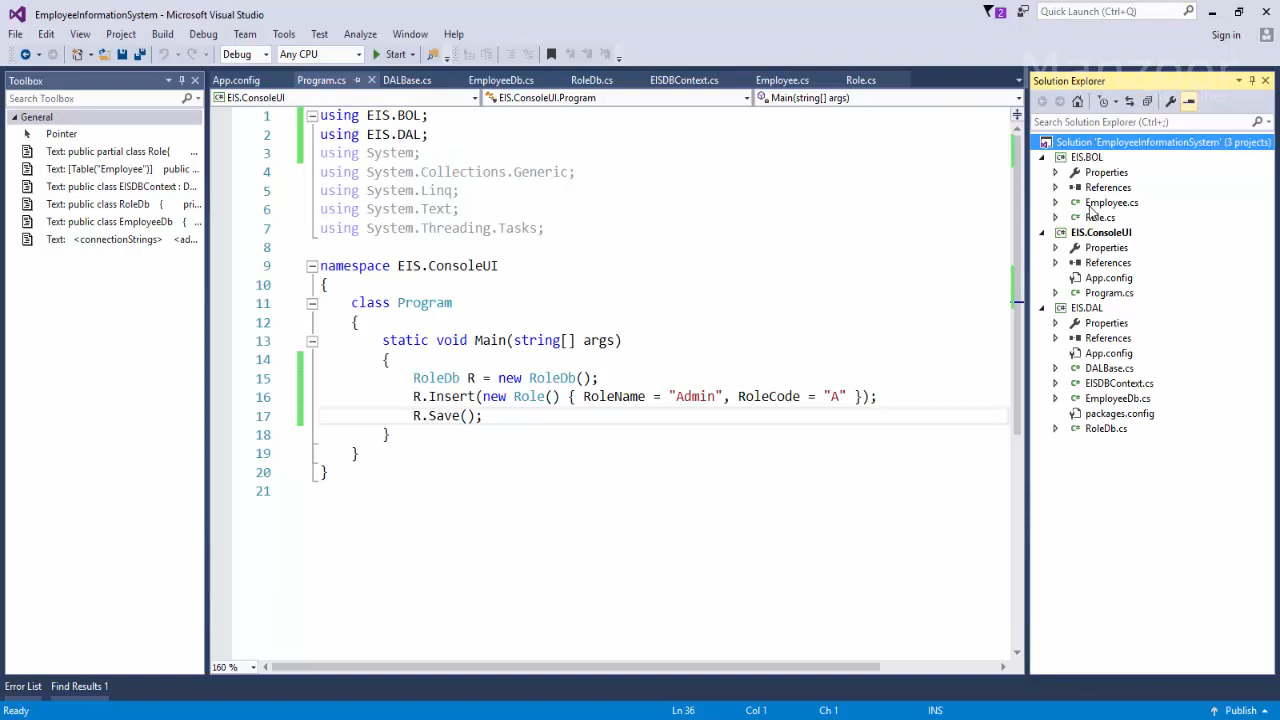 EmployeeInformationSystem - Microsoft Visual Studio
2
Quick Launch (Ctrl+Q)
File Edit View Project Build Debug Team Tools Test Analyze Window Help
Sign in
Debug Any CPU Start
Toolbox
App.config Program.cs DALBase.cs EmployeeDb.cs RoleDb.cs EISDBContext.cs Employee.cs Role.cs
Solution Explorer
Search Toolbox
EIS.ConsoleUI EIS.ConsoleUI.Program Main(string[] args)
Search Solution Explorer (Ctrl+;)
General
Pointer
Text: public partial class Role{
Text: [Table("Employee")] public ...
Text: public class EISDBContext : D...
Text: public class RoleDb { pri...
Text: public class EmployeeDb { ...
Text: <connectionStrings> <ad...
1 using EIS.BOL;
2 using EIS.DAL;
3 using System;
4 using System.Collections.Generic;
5 using System.Linq;
6 using System.Text;
7 using System.Threading.Tasks;
8
9 namespace EIS.ConsoleUI
10 {
11 class Program
12 {
13 static void Main(string[] args)
14 {
15 RoleDb R = new RoleDb();
16 R.Insert(new Role() { RoleName = "Admin", RoleCode = "A" });
17 R.Save();
18 }
19 }
20 }
21
Solution 'EmployeeInformationSystem' (3 projects)
EIS.BOL
Properties
References
Employee.cs
Role.cs
EIS.ConsoleUI
Properties
References
App.config
Program.cs
EIS.DAL
Properties
References
App.config
DALBase.cs
EISDBContext.cs
EmployeeDb.cs
packages.config
RoleDb.cs
160 %
Error List Find Results 1
Ready Ln 36 Col 1 Ch 1 INS Publish